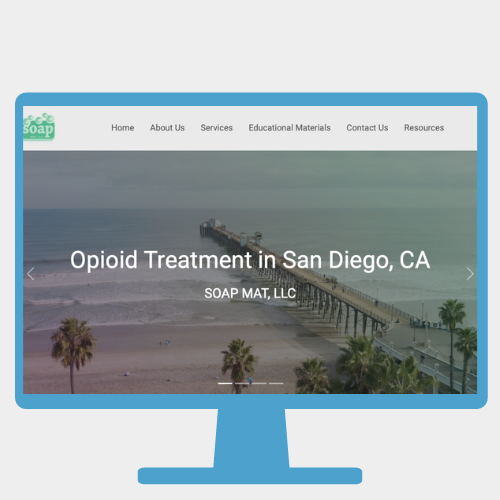 soap
Home About Us Services Educational Materials Contact Us Resources
Opioid Treatment in San Diego, CA
SOAP MAT, LLC